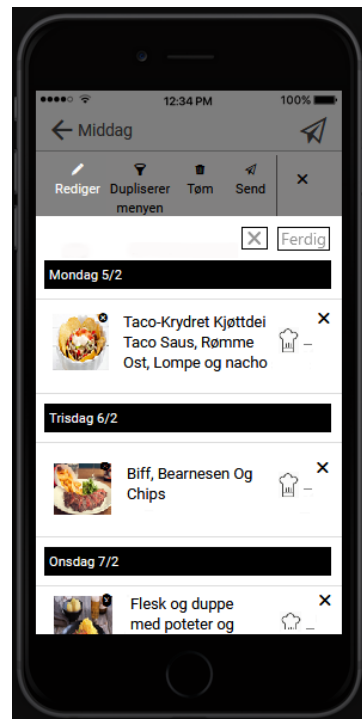 12:34 PM 100%
Middag
Rediger Dupliserer Tøm Send
menyen
Ferdig
Mondag 5/2
Taco-Krydret Kjøttdei
Taco Saus, Rømme
Ost, Lompe og nacho
Trisdag 6/2
Biff, Bearnesen Og
Chips
Onsdag 7/2
Flesk og duppe
med poteter og